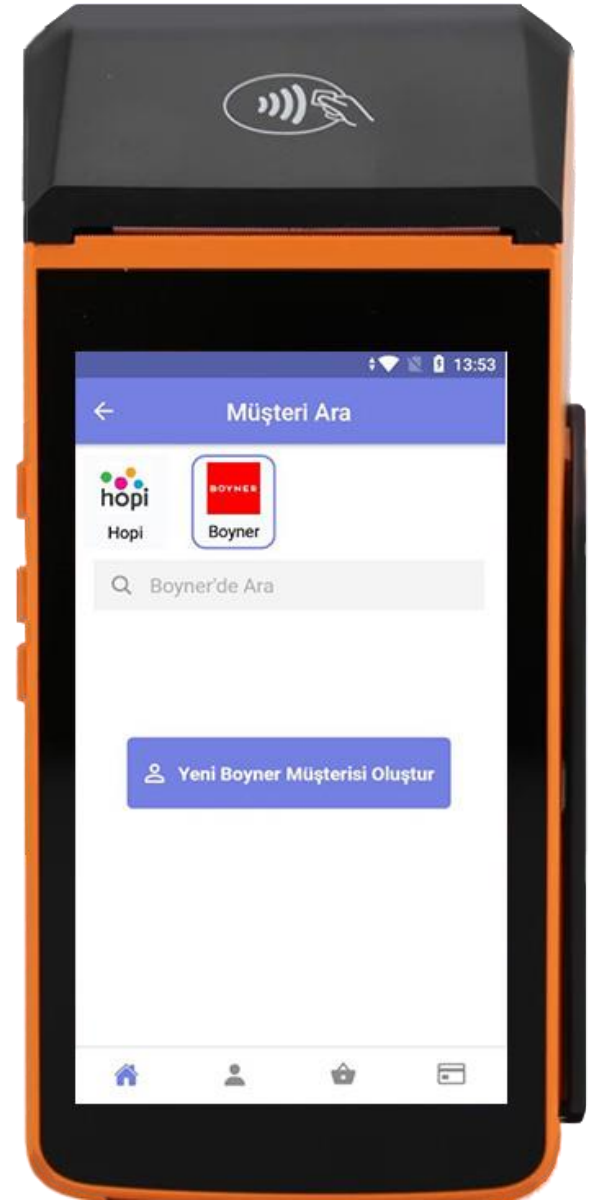 13:53
Müşteri Ara
hopi
BOYNER
Hopi
Boyner
Boyner'de Ara
Yeni Boyner Müşterisi Oluştur